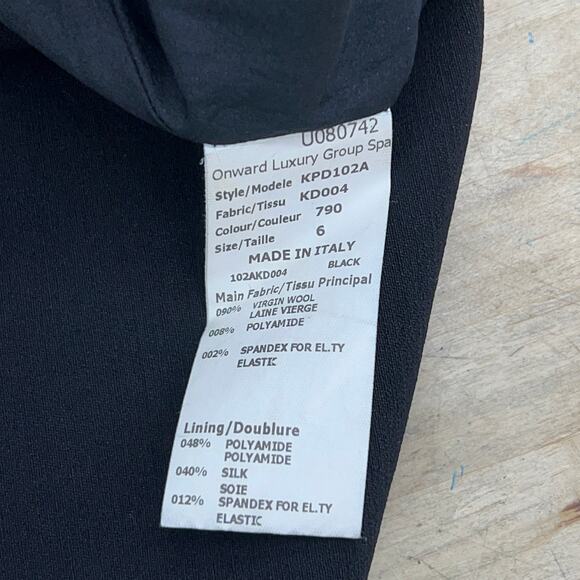 U080742
Onward Luxury Group Spa
Style/Modele KPD102A
Fabric/Tissu KD004
Colour/Couleur 790
Size/Taille 6
MADE IN ITALY
102AKD004 BLACK
Main Fabric/Tissu Principal
090% VIRGIN WOOL
LAINE VIERGE
008% POLYAMIDE
002% SPANDEX FOR EL.TY
ELASTIC
Lining/Doublure
048% POLYAMIDE
POLYAMIDE
040% SILK
SOIE
012% SPANDEX FOR EL.TY
ELASTIC